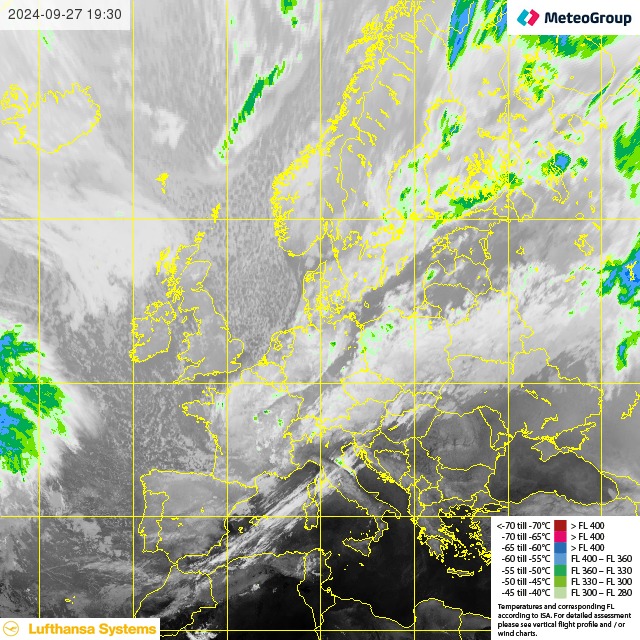 2024-09-27 19:30
MeteoGroup
<-70 till -70°C > FL 400
-70 till -65°C > FL 400
-65 till -60°C > FL 400
-60 till -55°C FL 400 – FL 360
-55 till -50°C FL 360 – FL 330
-50 till -45°C FL 330 – FL 300
-45 till -40°C FL 300 – FL 280
Temperatures and corresponding FL
according to ISA. For detailed assessment
please see vertical flight profile and / or
wind charts.
Lufthansa Systems